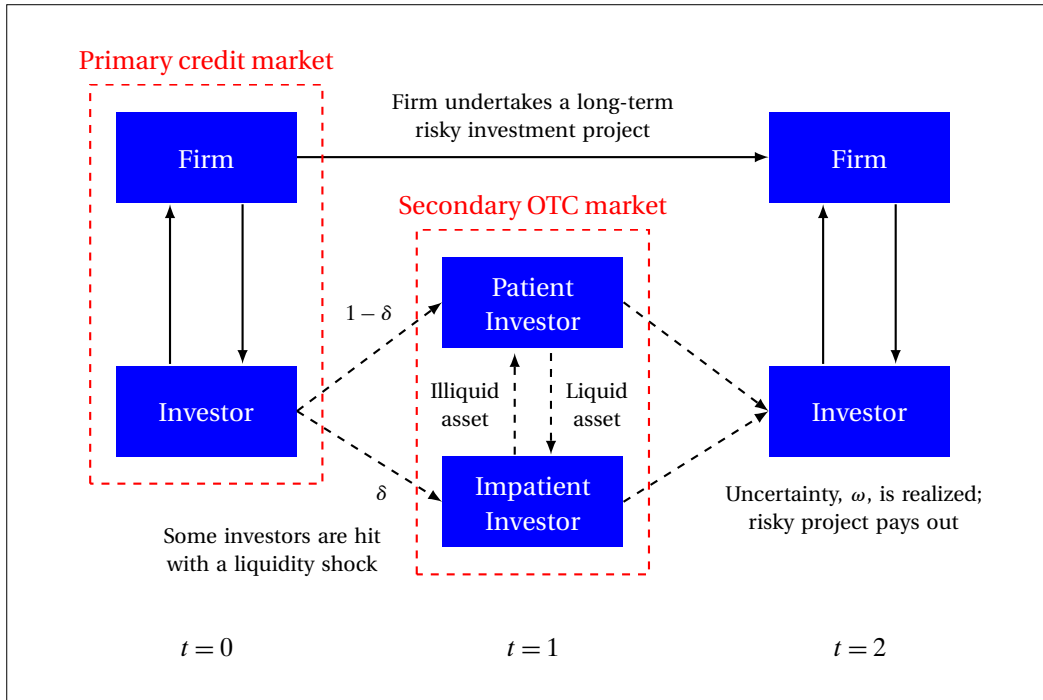 Primary credit market
Firm
Firm undertakes a long-term
risky investment project
Firm
Secondary OTC market
Patient
Investor
1 − δ
Illiquid
asset
Liquid
asset
Investor
Investor
δ
Impatient
Investor
Some investors are hit
with a liquidity shock
Uncertainty, ω, is realized;
risky project pays out
t = 0
t = 1
t = 2